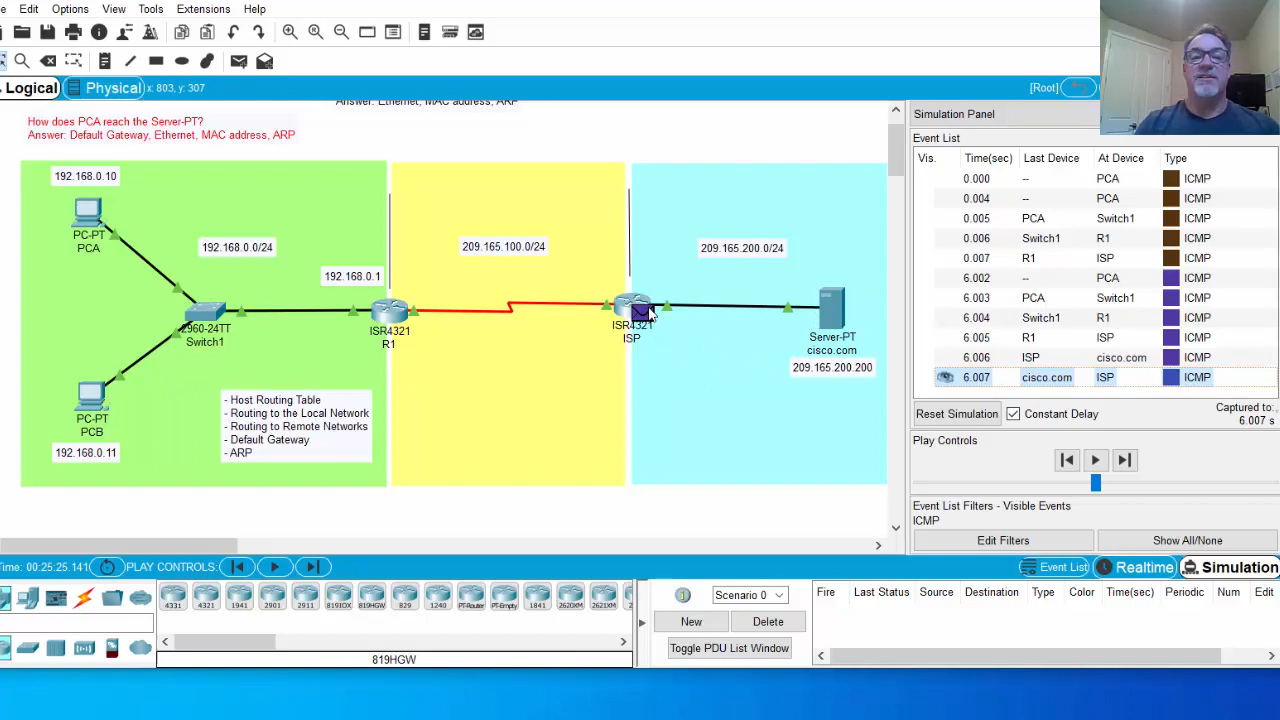 e Options View Tools Extensions Help
Logical Physical x: 803, y: 307 [Root]
Answer: Ethernet, MAC address, ARP
How does PCA reach the Server-PT?
Answer: Default Gateway, Ethernet, MAC address, ARP
192.168.0.10
PC-PT
PCA
192.168.0.0/24
192.168.0.1
2960-24TT
Switch1
ISR4321
R1
PC-PT
PCB
192.168.0.11
- Host Routing Table
- Routing to the Local Network
- Routing to Remote Networks
- Default Gateway
- ARP
209.165.100.0/24
ISR4321
ISP
209.165.200.0/24
Server-PT
cisco.com
209.165.200.200
Simulation Panel
Event List
Vis. Time(sec) Last Device At Device Type
0.000 -- PCA ICMP
0.004 -- PCA ICMP
0.005 PCA Switch1 ICMP
0.006 Switch1 R1 ICMP
0.007 R1 ISP ICMP
6.002 -- PCA ICMP
6.003 PCA Switch1 ICMP
6.004 Switch1 R1 ICMP
6.005 R1 ISP ICMP
6.006 ISP cisco.com ICMP
6.007 cisco.com ISP ICMP
Reset Simulation Constant Delay Captured to:
6.007 s
Play Controls
Event List Filters - Visible Events
ICMP
Edit Filters Show All/None
Time: 00:25:25.141 PLAY CONTROLS: Event List Realtime Simulation
4331 4321 1941 2901 2911 819IOX 819HGW 829 1240 PT-Router PT-Empty 1841 2620XM 2621XM 2
819HGW
Scenario 0
New Delete
Toggle PDU List Window
Fire Last Status Source Destination Type Color Time(sec) Periodic Num Edit